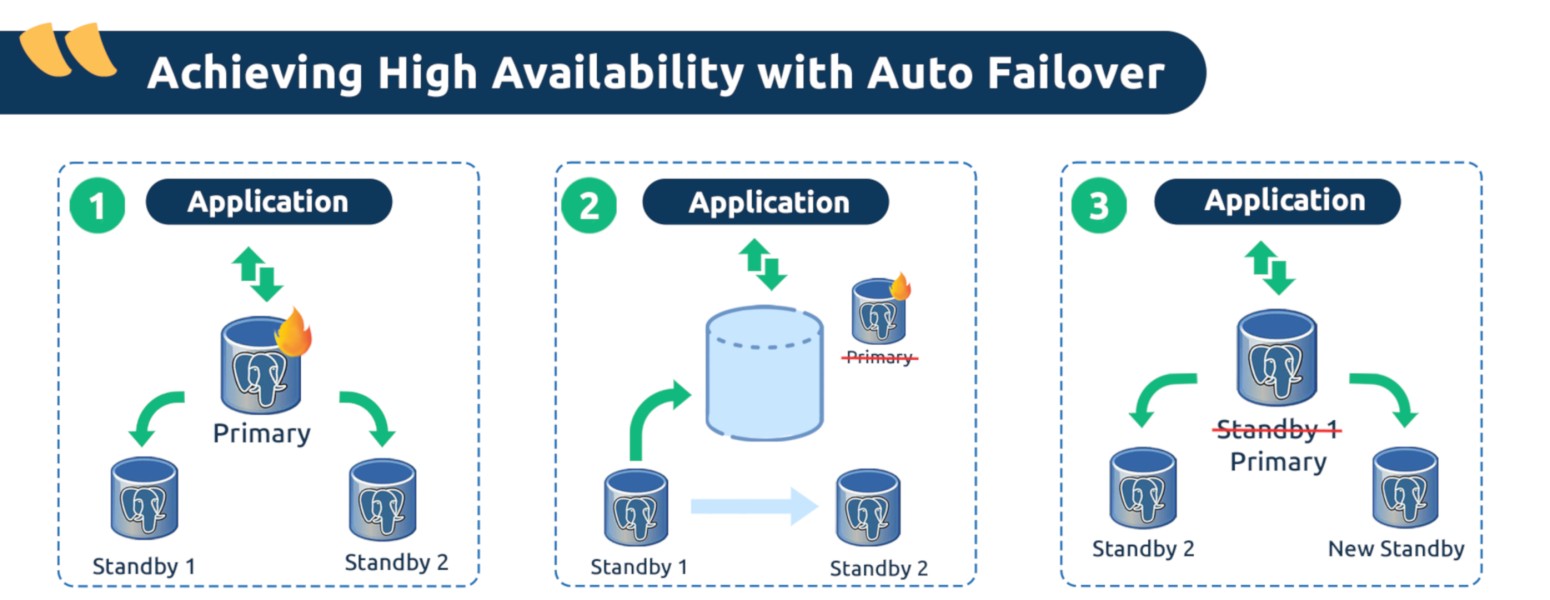 Achieving High Availability with Auto Failover
1
Application
Primary
Standby 1
Standby 2
2
Application
Primary
Standby 1
Standby 2
3
Application
Standby 1
Primary
Standby 2
New Standby